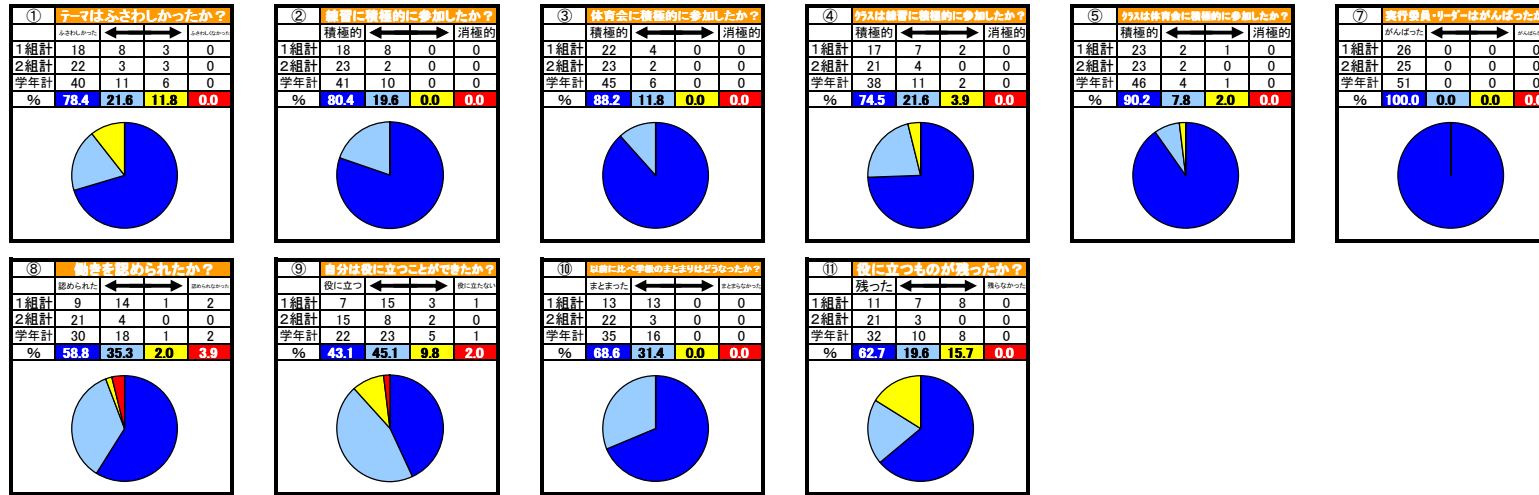 ① テーマはふさわしかったか？
ふさわしかった ふさわしくなかった
1組計 18 8 3 0
2組計 22 3 3 0
学年計 40 11 6 0
% 78.4 21.6 11.8 0.0
② 練習に積極的に参加したか？
積極的 消極的
1組計 18 8 0 0
2組計 23 2 0 0
学年計 41 10 0 0
% 80.4 19.6 0.0 0.0
③ 体育会に積極的に参加したか？
積極的 消極的
1組計 22 4 0 0
2組計 23 2 0 0
学年計 45 6 0 0
% 88.2 11.8 0.0 0.0
④ クラスは練習に積極的に参加したか？
積極的 消極的
1組計 17 7 2 0
2組計 21 4 0 0
学年計 38 11 2 0
% 74.5 21.6 3.9 0.0
⑤ クラスは体育会に積極的に参加したか？
積極的 消極的
1組計 23 2 1 0
2組計 23 2 0 0
学年計 46 4 1 0
% 90.2 7.8 2.0 0.0
⑦ 実行委員・リーダーはがんばったか
がんばった
1組計 26 0 0 0
2組計 25 0 0 0
学年計 51 0 0 0
% 100.0 0.0 0.0 0.0
⑧ 働きを認められたか？
認められた 認められなかった
1組計 9 14 1 2
2組計 21 4 0 0
学年計 30 18 1 2
% 58.8 35.3 2.0 3.9
⑨ 自分は役に立つことができたか？
役に立つ 役に立たない
1組計 7 15 3 1
2組計 15 8 2 0
学年計 22 23 5 1
% 43.1 45.1 9.8 2.0
⑩ 以前に比べ学級のまとまりはどうなったか？
まとまった まとまらなかった
1組計 13 13 0 0
2組計 22 3 0 0
学年計 35 16 0 0
% 68.6 31.4 0.0 0.0
⑪ 役に立つものが残ったか？
残った 残らなかった
1組計 11 7 8 0
2組計 21 3 0 0
学年計 32 10 8 0
% 62.7 19.6 15.7 0.0